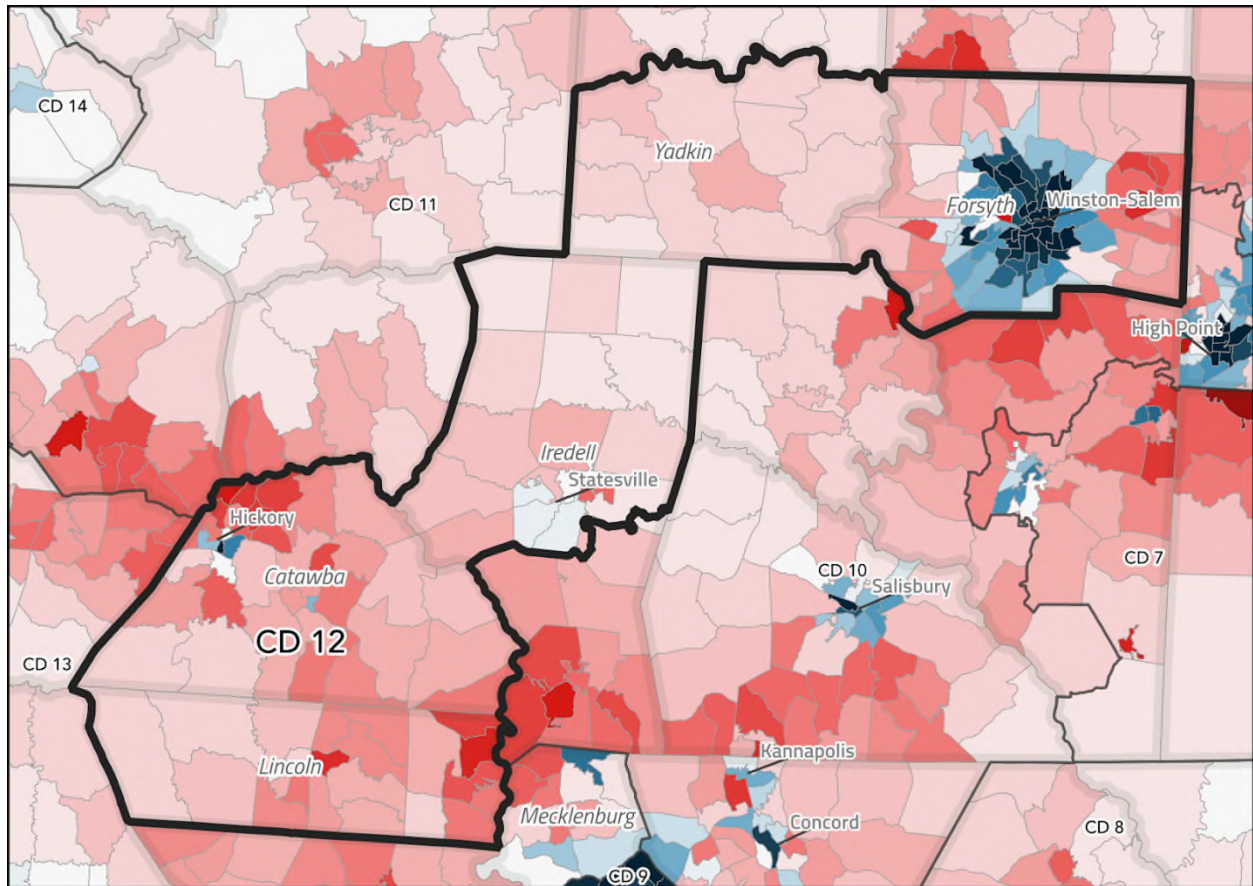 CD 14
Yadkin
CD 11
Forsyth
Winston-Salem
High Point
Iredell
Statesville
Hickory
Catawba
CD 12
CD 13
CD 10
Salisbury
CD 7
Lincoln
Kannapolis
Mecklenburg
Concord
CD 8
CD 9